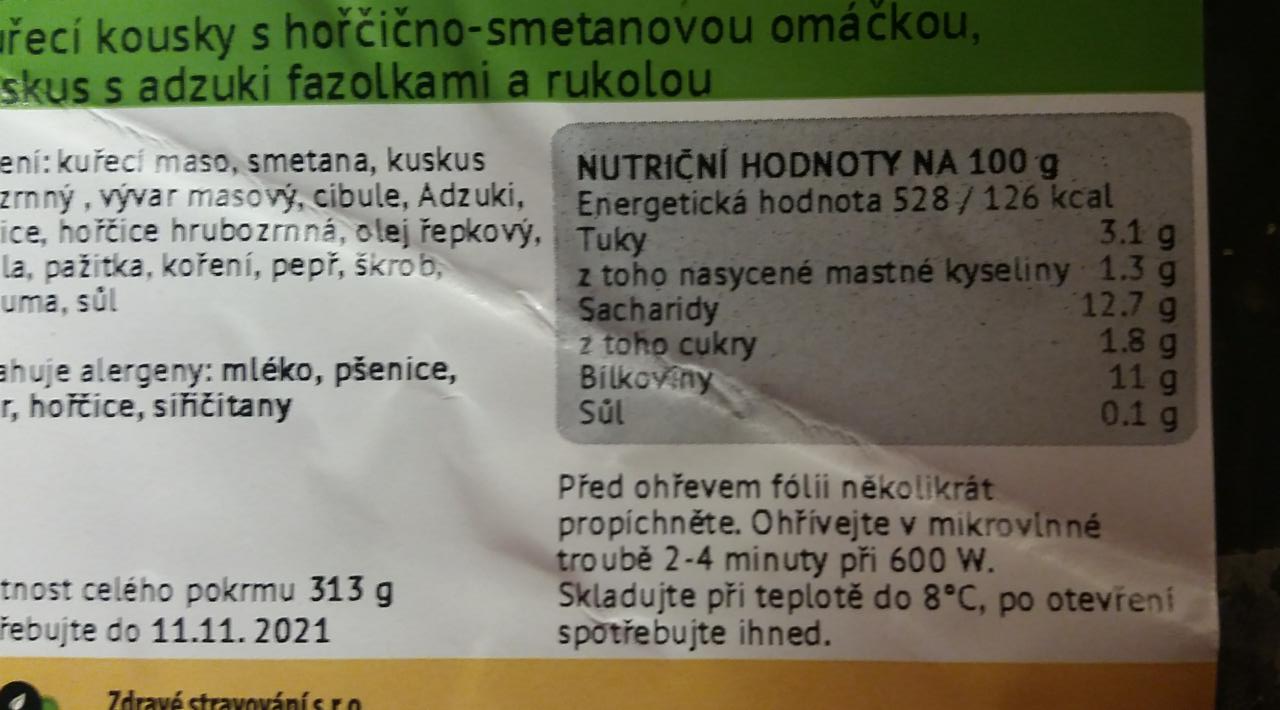 uřecí kousky s hořčično-smetanovou omáčkou,
skus s adzuki fazolkami a rukolou
ení: kuřecí maso, smetana, kuskus
zrnný , vývar masový, cibule, Adzuki,
ice, hořčice hrubozrnná, olej řepkový,
la, pažitka, koření, pepř, škrob,
uma, sůl
ahuje alergeny: mléko, pšenice,
r, hořčice, siřičitany
tnost celého pokrmu 313 g
řebujte do 11.11. 2021
NUTRIČNÍ HODNOTY NA 100 g
Energetická hodnota 528 / 126 kcal
Tuky 3.1 g
z toho nasycené mastné kyseliny 1.3 g
Sacharidy 12.7 g
z toho cukry 1.8 g
Bílkoviny 11 g
Sůl 0.1 g
Před ohřevem fólii několikrát
propíchněte. Ohřívejte v mikrovlnné
troubě 2-4 minuty při 600 W.
Skladujte při teplotě do 8°C, po otevření
spotřebujte ihned.
Zdravé stravování s r o